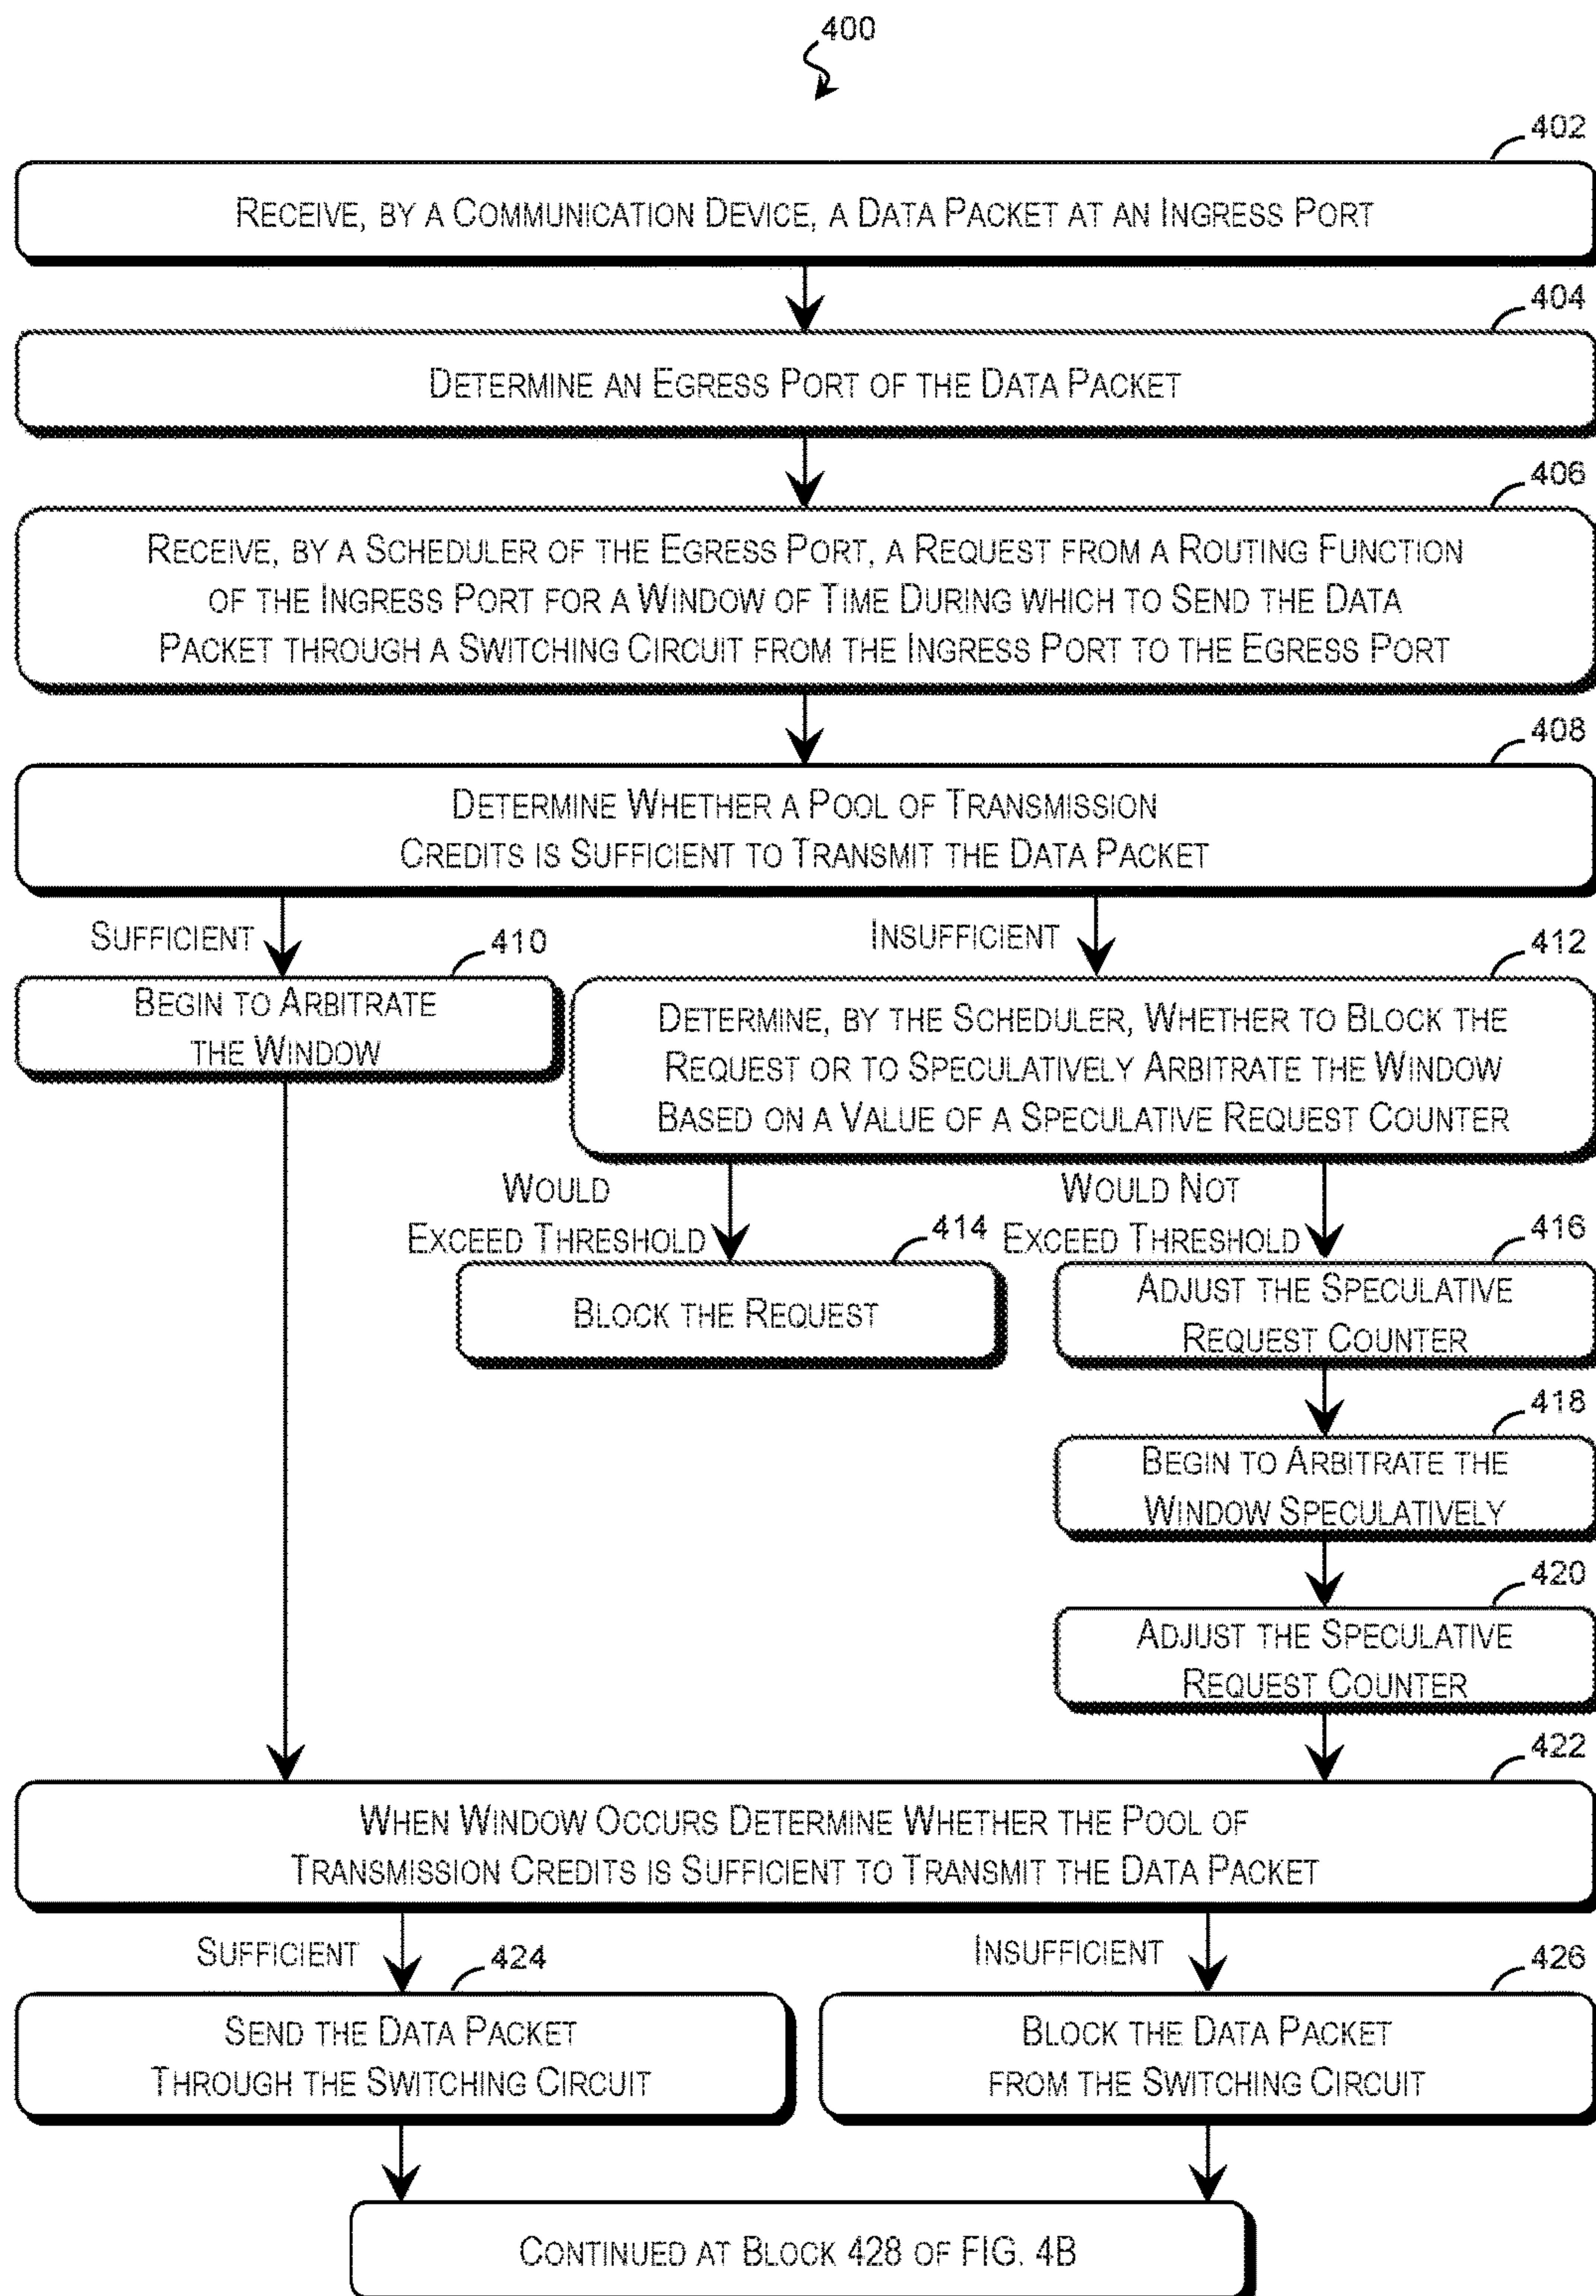 400
402
RECEIVE, BY A COMMUNICATION DEVICE, A DATA PACKET AT AN INGRESS PORT
404
DETERMINE AN EGRESS PORT OF THE DATA PACKET
406
RECEIVE, BY A SCHEDULER OF THE EGRESS PORT, A REQUEST FROM A ROUTING FUNCTION
OF THE INGRESS PORT FOR A WINDOW OF TIME DURING WHICH TO SEND THE DATA
PACKET THROUGH A SWITCHING CIRCUIT FROM THE INGRESS PORT TO THE EGRESS PORT
408
DETERMINE WHETHER A POOL OF TRANSMISSION
CREDITS IS SUFFICIENT TO TRANSMIT THE DATA PACKET
SUFFICIENT
410
BEGIN TO ARBITRATE
THE WINDOW
INSUFFICIENT
412
DETERMINE, BY THE SCHEDULER, WHETHER TO BLOCK THE
REQUEST OR TO SPECULATIVELY ARBITRATE THE WINDOW
BASED ON A VALUE OF A SPECULATIVE REQUEST COUNTER
WOULD
EXCEED THRESHOLD
414
BLOCK THE REQUEST
WOULD NOT
EXCEED THRESHOLD
416
ADJUST THE SPECULATIVE
REQUEST COUNTER
418
BEGIN TO ARBITRATE THE
WINDOW SPECULATIVELY
420
ADJUST THE SPECULATIVE
REQUEST COUNTER
422
WHEN WINDOW OCCURS DETERMINE WHETHER THE POOL OF
TRANSMISSION CREDITS IS SUFFICIENT TO TRANSMIT THE DATA PACKET
SUFFICIENT
424
SEND THE DATA PACKET
THROUGH THE SWITCHING CIRCUIT
INSUFFICIENT
426
BLOCK THE DATA PACKET
FROM THE SWITCHING CIRCUIT
CONTINUED AT BLOCK 428 OF FIG. 4B